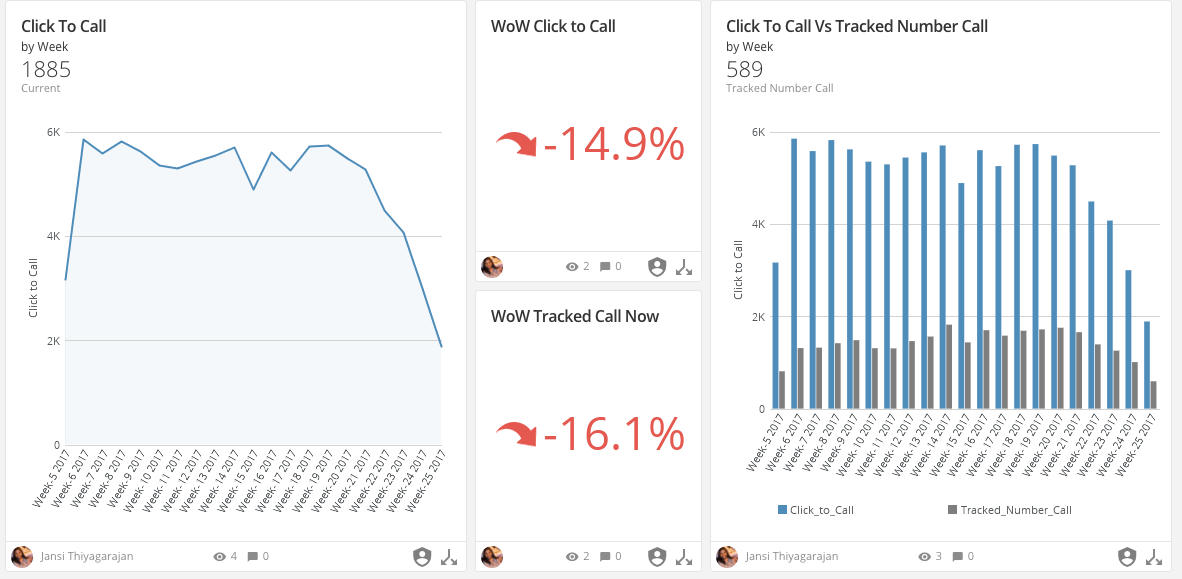 Click To Call
by Week
1885
Current
6K
4K
2K
0
Click to Call
Week-5 2017
Week-6 2017
Week-7 2017
Week-8 2017
Week-9 2017
Week-10 2017
Week-11 2017
Week-12 2017
Week-13 2017
Week-14 2017
Week-15 2017
Week-16 2017
Week-17 2017
Week-18 2017
Week-19 2017
Week-20 2017
Week-21 2017
Week-22 2017
Week-23 2017
Week-24 2017
Week-25 2017
Jansi Thiyagarajan
4
0
WoW Click to Call
-14.9%
2
0
WoW Tracked Call Now
-16.1%
2
0
Click To Call Vs Tracked Number Call
by Week
589
Tracked Number Call
6K
4K
2K
0
Click to Call
Week-5 2017
Week-6 2017
Week-7 2017
Week-8 2017
Week-9 2017
Week-10 2017
Week-11 2017
Week-12 2017
Week-13 2017
Week-14 2017
Week-15 2017
Week-16 2017
Week-17 2017
Week-18 2017
Week-19 2017
Week-20 2017
Week-21 2017
Week-22 2017
Week-23 2017
Week-24 2017
Week-25 2017
Click_to_Call
Tracked_Number_Call
Jansi Thiyagarajan
3
0